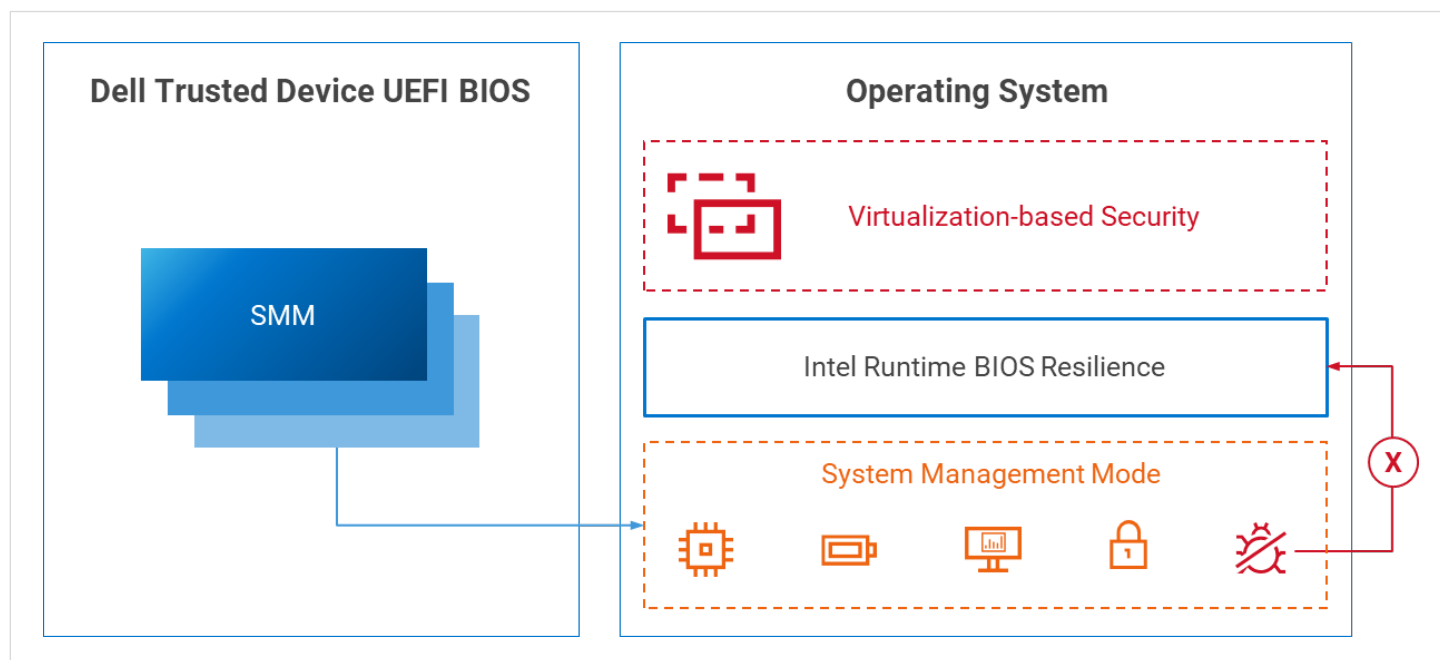 Dell Trusted Device UEFI BIOS
SMM
Operating System
Virtualization-based Security
Intel Runtime BIOS Resilience
System Management Mode
X